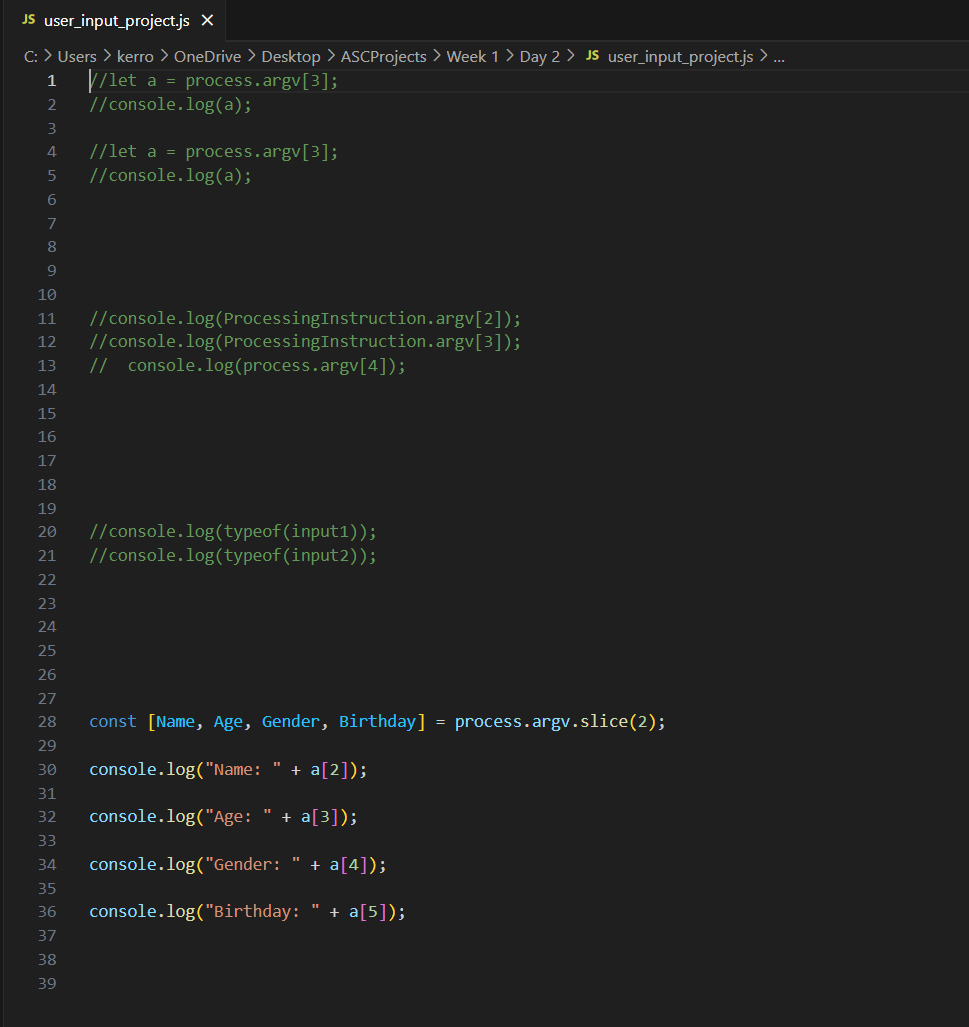 JS user_input_project.js ×
C: > Users > kerro > OneDrive > Desktop > ASCProjects > Week 1 > Day 2 > JS user_input_project.js > ...
1 //let a = process.argv[3];
2 //console.log(a);
3
4 //let a = process.argv[3];
5 //console.log(a);
6
7
8
9
10
11 //console.log(ProcessingInstruction.argv[2]);
12 //console.log(ProcessingInstruction.argv[3]);
13 //  console.log(process.argv[4]);
14
15
16
17
18
19
20 //console.log(typeof(input1));
21 //console.log(typeof(input2));
22
23
24
25
26
27
28 const [Name, Age, Gender, Birthday] = process.argv.slice(2);
29
30 console.log("Name: " + a[2]);
31
32 console.log("Age: " + a[3]);
33
34 console.log("Gender: " + a[4]);
35
36 console.log("Birthday: " + a[5]);
37
38
39